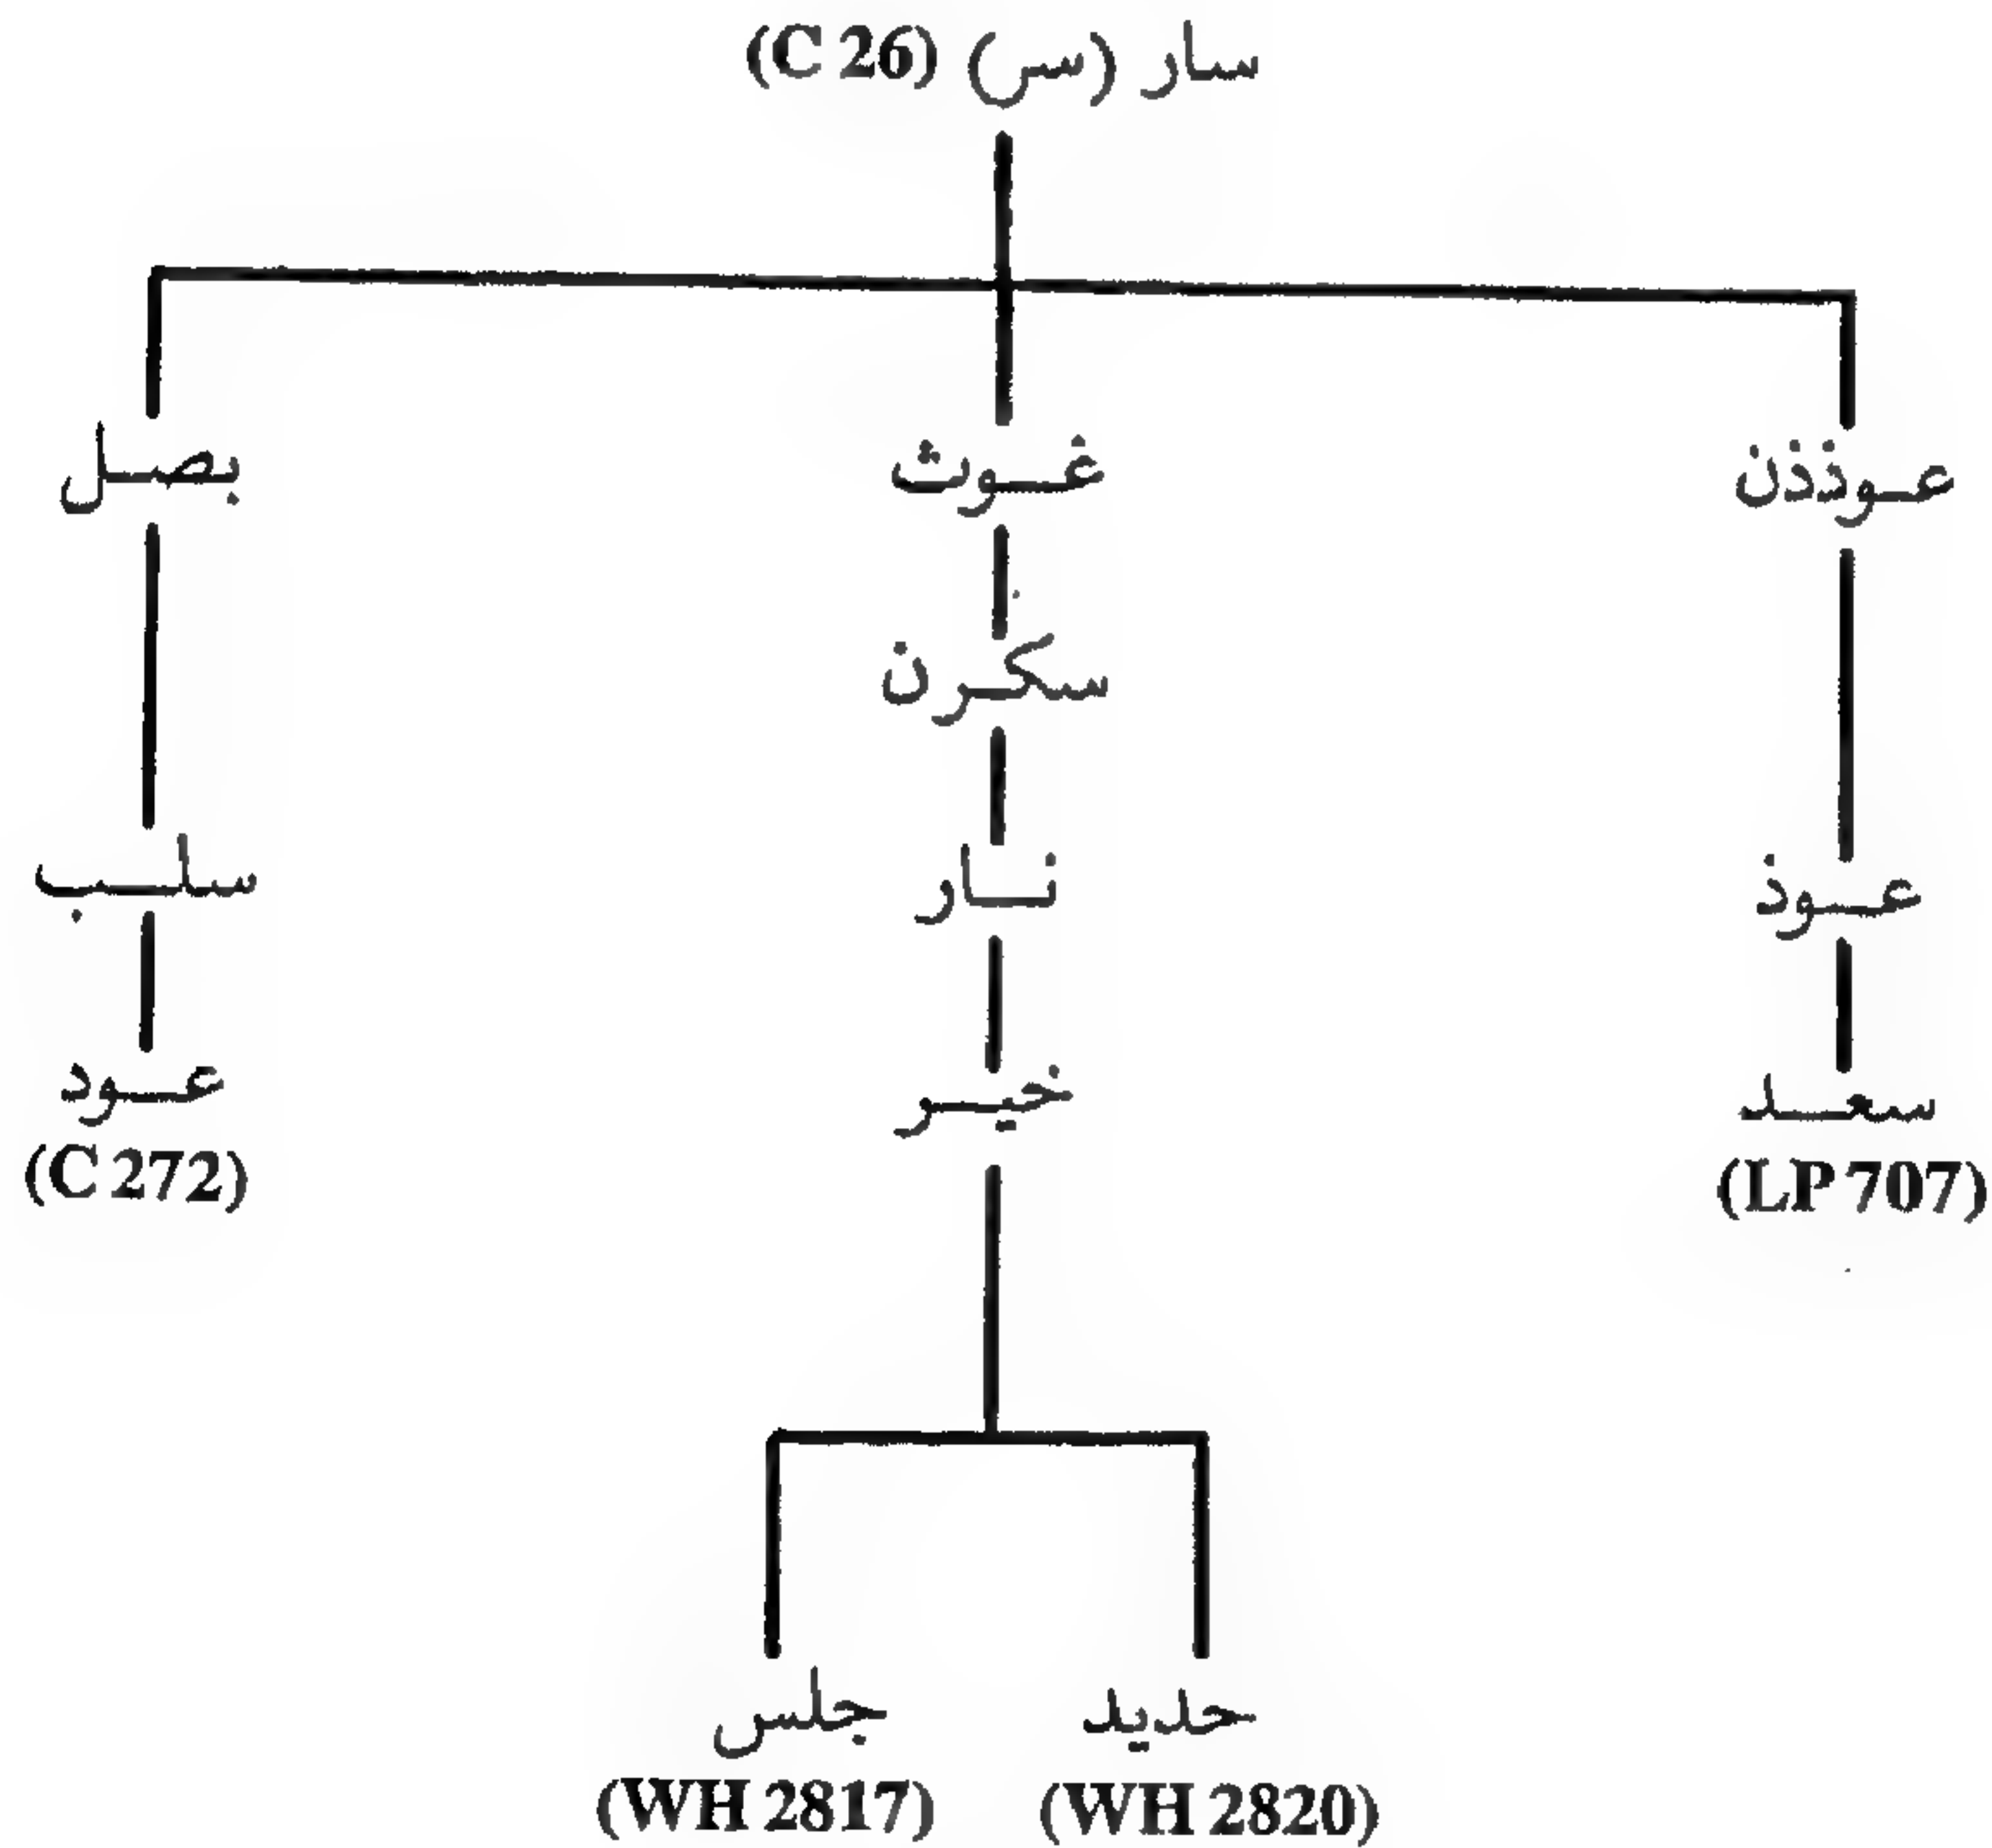 سار (س) (C 26)
عوذذن غوث بصل
سكرن
عوذ نار سلب
سعد خير عود
(LP 707) (C 272)
حديد جلس
(WH 2820) (WH 2817)